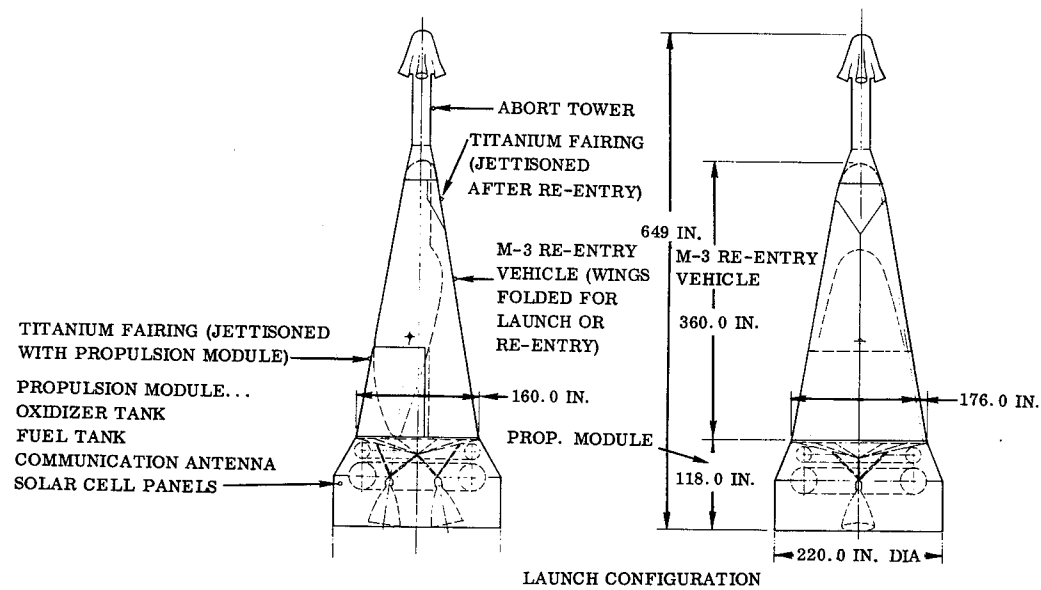 ABORT TOWER
TITANIUM FAIRING
(JETTISONED
AFTER RE-ENTRY)
M-3 RE-ENTRY
VEHICLE (WINGS
FOLDED FOR
LAUNCH OR
RE-ENTRY)
TITANIUM FAIRING (JETTISONED
WITH PROPULSION MODULE)
PROPULSION MODULE...
OXIDIZER TANK
FUEL TANK
COMMUNICATION ANTENNA
SOLAR CELL PANELS
160.0 IN.
649 IN.
M-3 RE-ENTRY
VEHICLE
360.0 IN.
176.0 IN.
PROP. MODULE
118.0 IN.
220.0 IN. DIA
LAUNCH CONFIGURATION